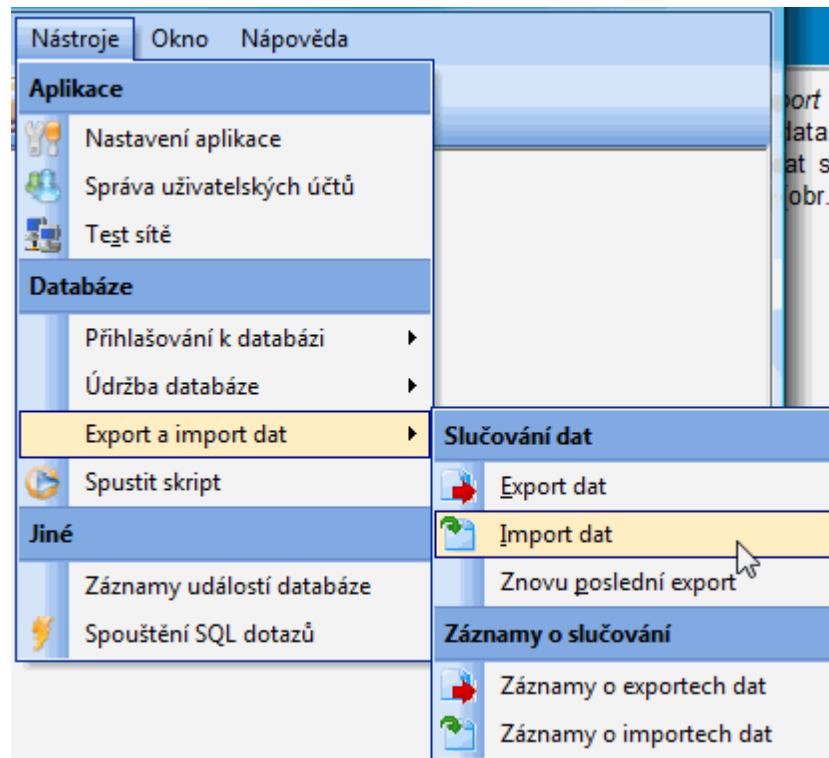 Nástroje Okno Nápověda
Aplikace
Nastavení aplikace
Správa uživatelských účtů
Test sítě
Databáze
Přihlašování k databázi
Údržba databáze
Export a import dat
Spustit skript
Jiné
Záznamy událostí databáze
Spouštění SQL dotazů
Slučování dat
Export dat
Import dat
Znovu poslední export
Záznamy o slučování
Záznamy o exportech dat
Záznamy o importech dat
(obr.